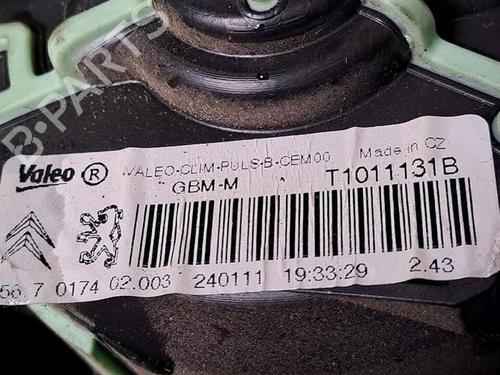 B-PARTS
Valeo ® VALEO-CLIM-PULS-B-CEM00 Made in CZ
GBM-M T1011131B
56 7 0174 02.003 240111 19:33:29 2.43